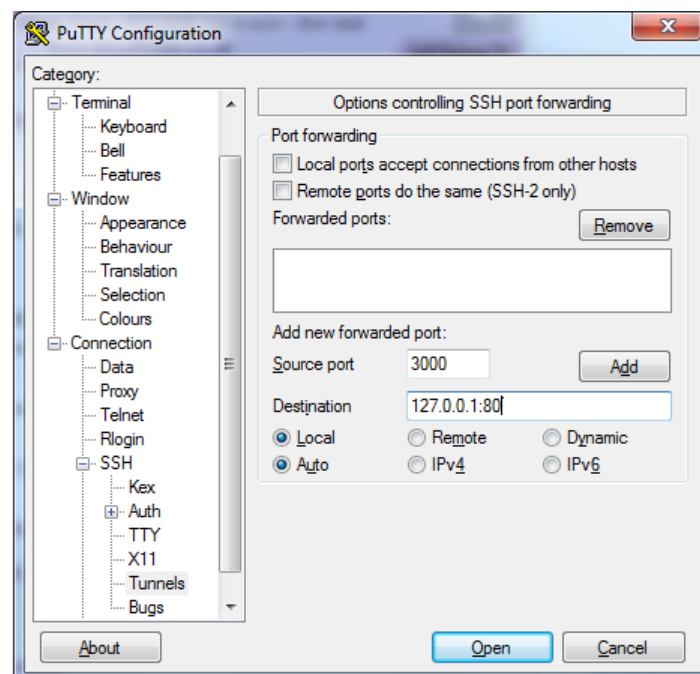 PuTTY Configuration
Category:
Terminal
Keyboard
Bell
Features
Window
Appearance
Behaviour
Translation
Selection
Colours
Connection
Data
Proxy
Telnet
Rlogin
SSH
Kex
Auth
TTY
X11
Tunnels
Bugs
Options controlling SSH port forwarding
Port forwarding
Local ports accept connections from other hosts
Remote ports do the same (SSH-2 only)
Forwarded ports:
Remove
Add new forwarded port:
Source port 3000 Add
Destination 127.0.0.1:80
Local Remote Dynamic
Auto IPv4 IPv6
About Open Cancel